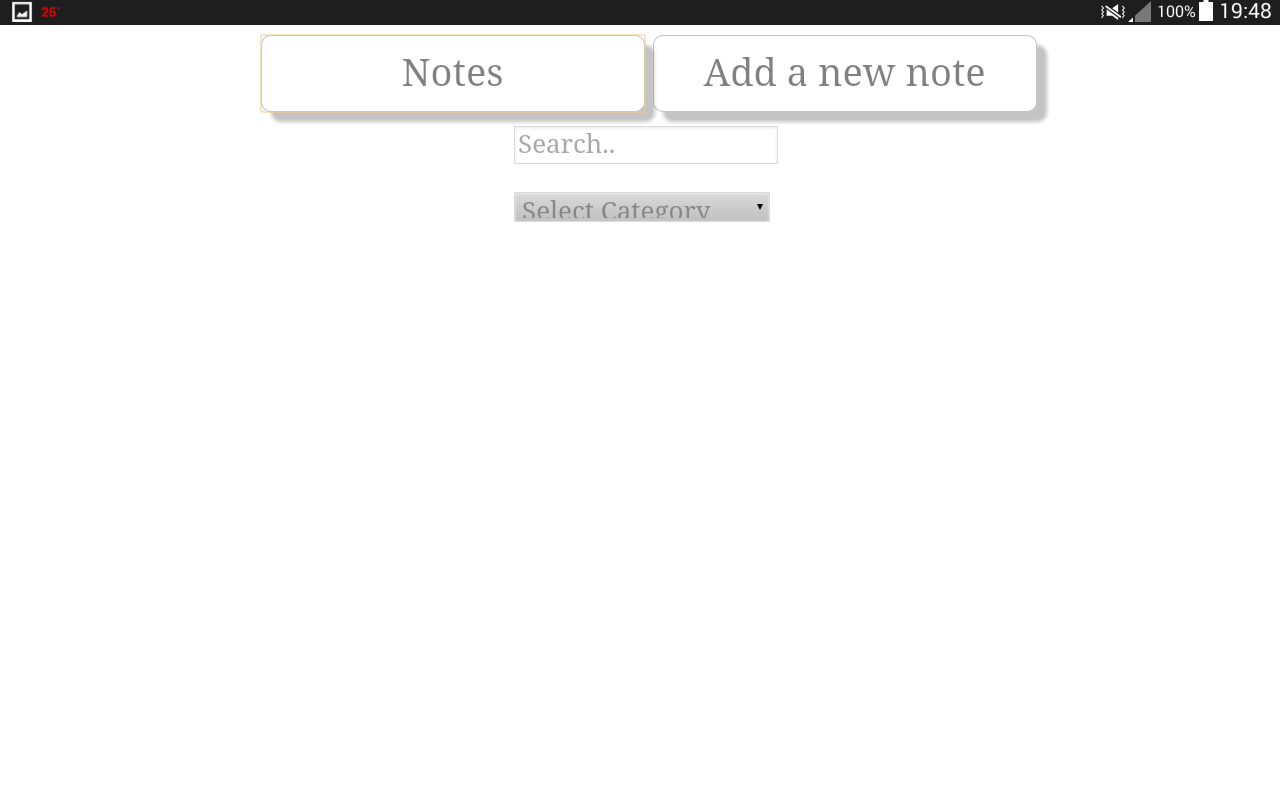 26° 100% 19:48
Notes Add a new note
Search..
Select Category